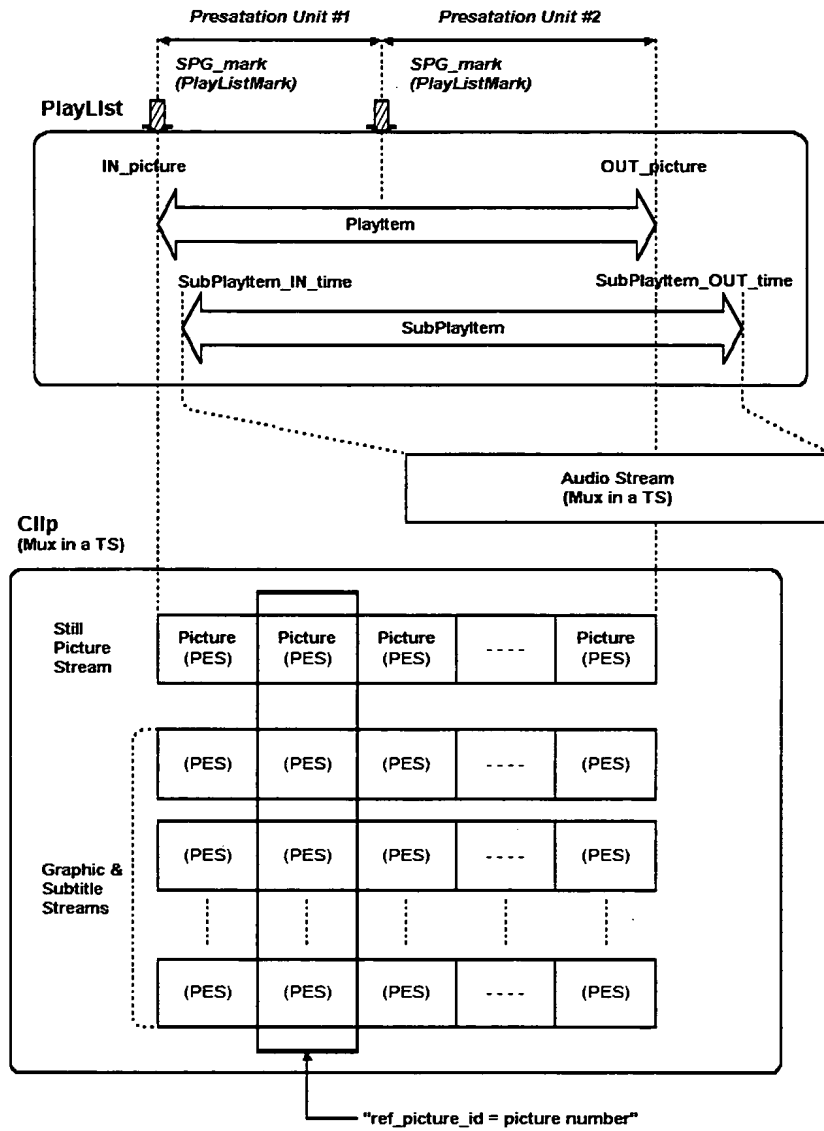 Presatation Unit #1
Presatation Unit #2
SPG_mark
(PlayListMark)
SPG_mark
(PlayListMark)
PlayList
IN_picture
OUT_picture
PlayItem
SubPlayItem_IN_time
SubPlayItem_OUT_time
SubPlayItem
Audio Stream
(Mux in a TS)
Clip
(Mux in a TS)
Still
Picture
Stream
Picture
(PES)
Picture
(PES)
Picture
(PES)
----
Picture
(PES)
(PES)
(PES)
(PES)
----
(PES)
Graphic &
Subtitle
Streams
(PES)
(PES)
(PES)
----
(PES)
(PES)
(PES)
(PES)
----
(PES)
"ref_picture_id = picture number"